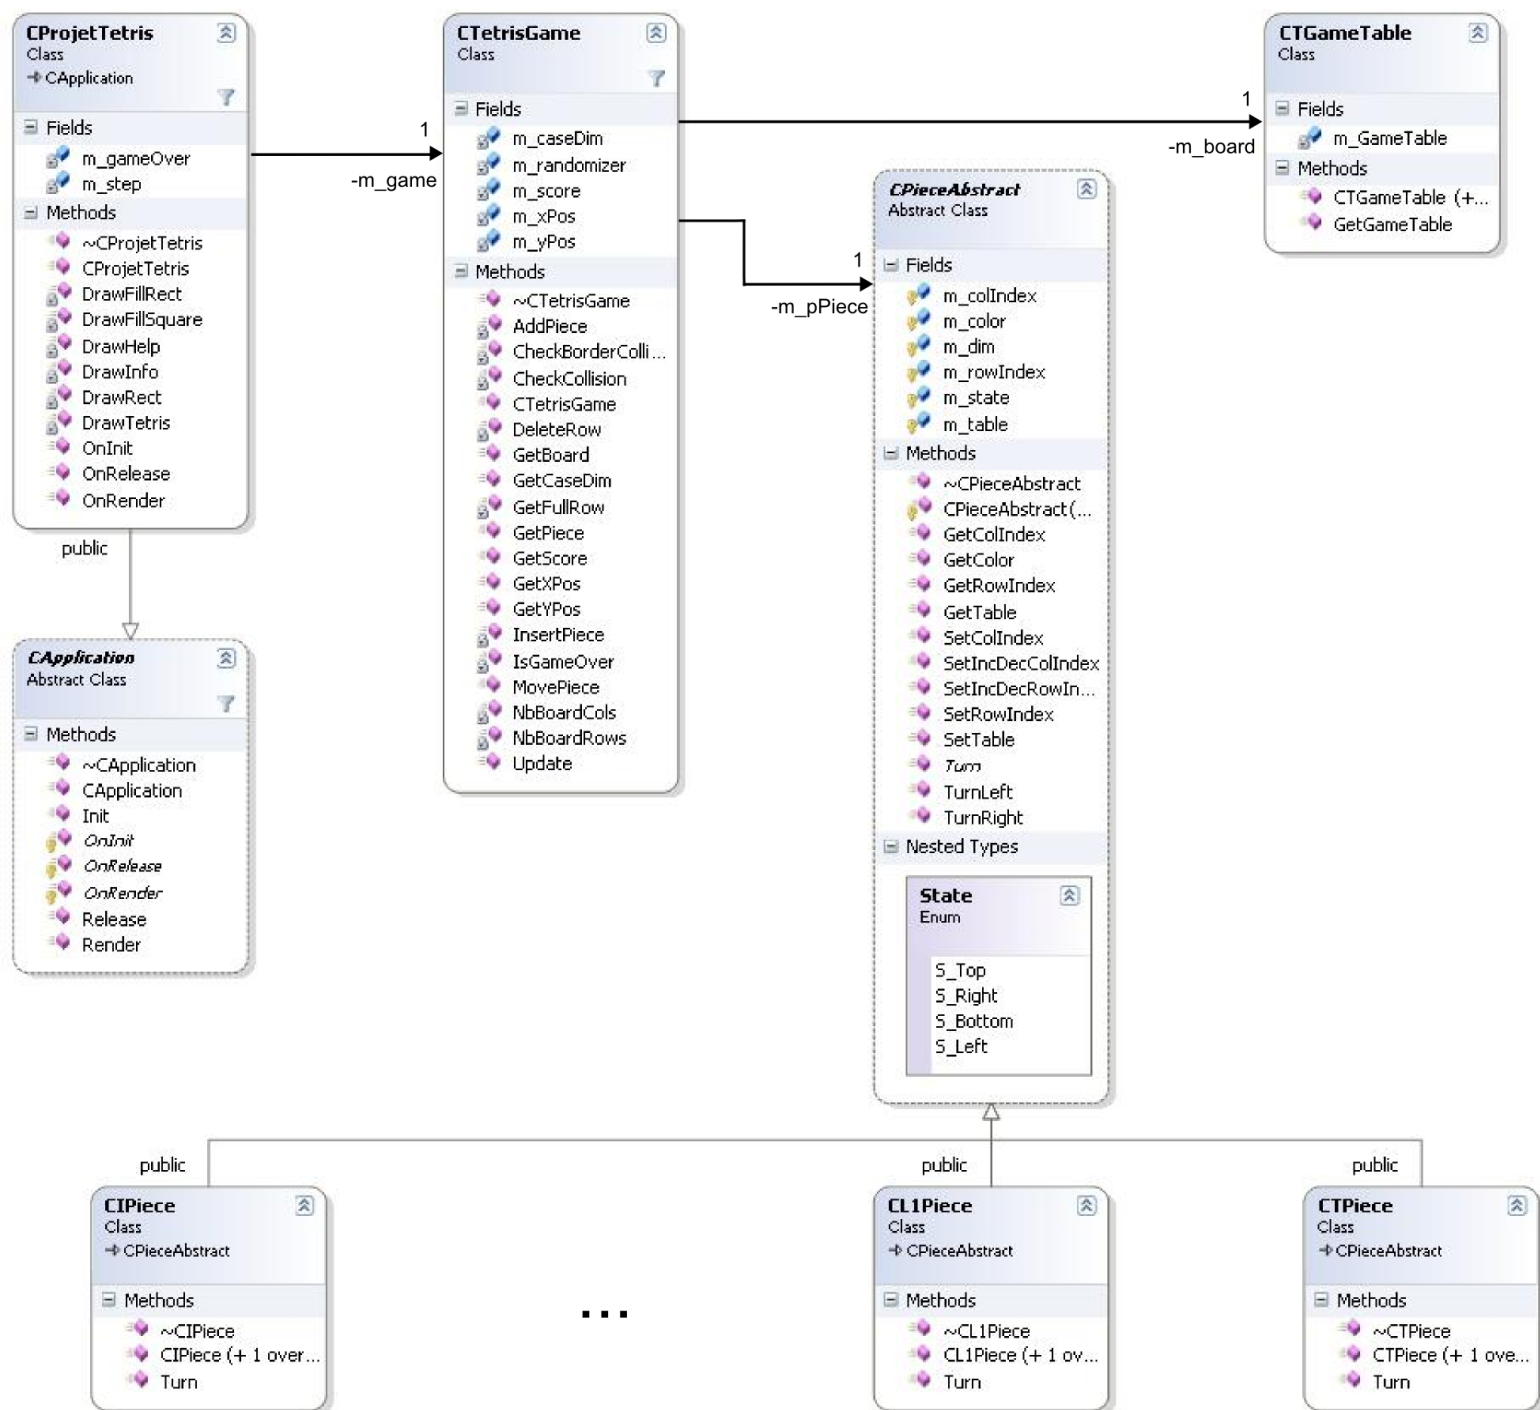 CProjetTetris
Class
CApplication
Fields
m_gameOver
m_step
Methods
~CProjetTetris
CProjetTetris
DrawFillRect
DrawFillSquare
DrawHelp
DrawInfo
DrawRect
DrawTetris
OnInit
OnRelease
OnRender
public
CApplication
Abstract Class
Methods
~CApplication
CApplication
Init
OnInit
OnRelease
OnRender
Release
Render
1
-m_game
CTetrisGame
Class
Fields
m_caseDim
m_randomizer
m_score
m_xPos
m_yPos
Methods
~CTetrisGame
AddPiece
CheckBorderColli...
CheckCollision
CTetrisGame
DeleteRow
GetBoard
GetCaseDim
GetFullRow
GetPiece
GetScore
GetXPos
GetYPos
InsertPiece
IsGameOver
MovePiece
NbBoardCols
NbBoardRows
Update
1
-m_pPiece
CPieceAbstract
Abstract Class
Fields
m_colIndex
m_color
m_dim
m_rowIndex
m_state
m_table
Methods
~CPieceAbstract
CPieceAbstract(...
GetColIndex
GetColor
GetRowIndex
GetTable
SetColIndex
SetIncDecColIndex
SetIncDecRowIn...
SetRowIndex
SetTable
Turn
TurnLeft
TurnRight
Nested Types
State
Enum
S_Top
S_Right
S_Bottom
S_Left
1
-m_board
CTGameTable
Class
Fields
m_GameTable
Methods
CTGameTable (+...
GetGameTable
public
CIPiece
Class
CPieceAbstract
Methods
~CIPiece
CIPiece (+ 1 over...
Turn
...
public
CL1Piece
Class
CPieceAbstract
Methods
~CL1Piece
CL1Piece (+ 1 ov...
Turn
public
CTPiece
Class
CPieceAbstract
Methods
~CTPiece
CTPiece (+ 1 ove...
Turn